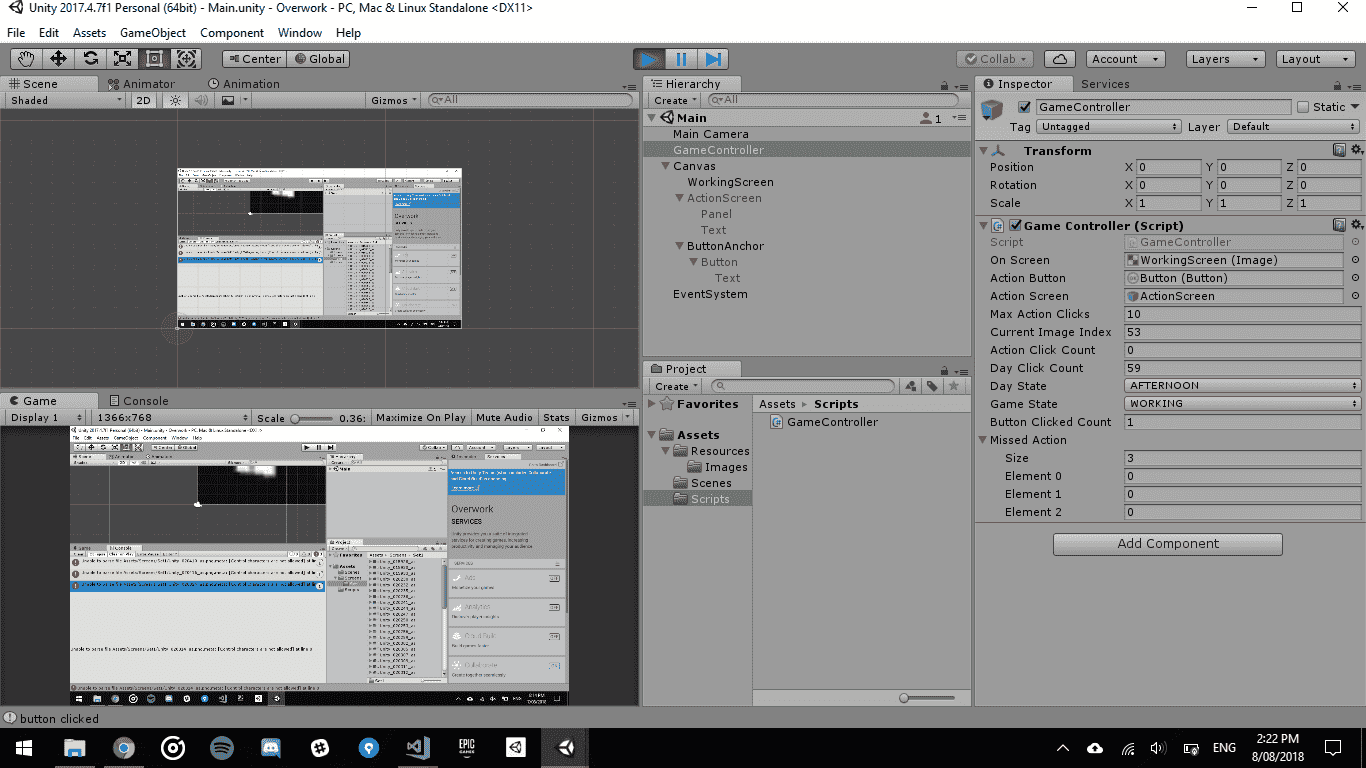 Unity 2017.4.7f1 Personal (64bit) - Main.unity - Overwork - PC, Mac & Linux Standalone <DX11>
File Edit Assets GameObject Component Window Help
Center Global Collab Account Layers Layout
Scene Animator Animation
Shaded 2D Gizmos All
Hierarchy
Create All
Main 1
Main Camera
GameController
Canvas
WorkingScreen
ActionScreen
Panel
Text
ButtonAnchor
Button
Text
EventSystem
Inspector Services
GameController Static
Tag Untagged Layer Default
Transform
Position X 0 Y 0 Z 0
Rotation X 0 Y 0 Z 0
Scale X 1 Y 1 Z 1
Game Controller (Script)
Script GameController
On Screen WorkingScreen (Image)
Action Button Button (Button)
Action Screen ActionScreen
Max Action Clicks 10
Current Image Index 53
Action Click Count 0
Day Click Count 59
Day State AFTERNOON
Game State WORKING
Button Clicked Count 1
Missed Action
Size 3
Element 0 0
Element 1 0
Element 2 0
Add Component
Project
Create
Favorites
Assets
Resources
Images
Scenes
Scripts
Assets Scripts
GameController
Game Console
Display 1 1366x768 Scale 0.36: Maximize On Play Mute Audio Stats Gizmos
Overwork
SERVICES
Ads
Analytics
Cloud Build
Collaborate
button clicked
EPIC GAMES
ENG
2:22 PM
8/08/2018